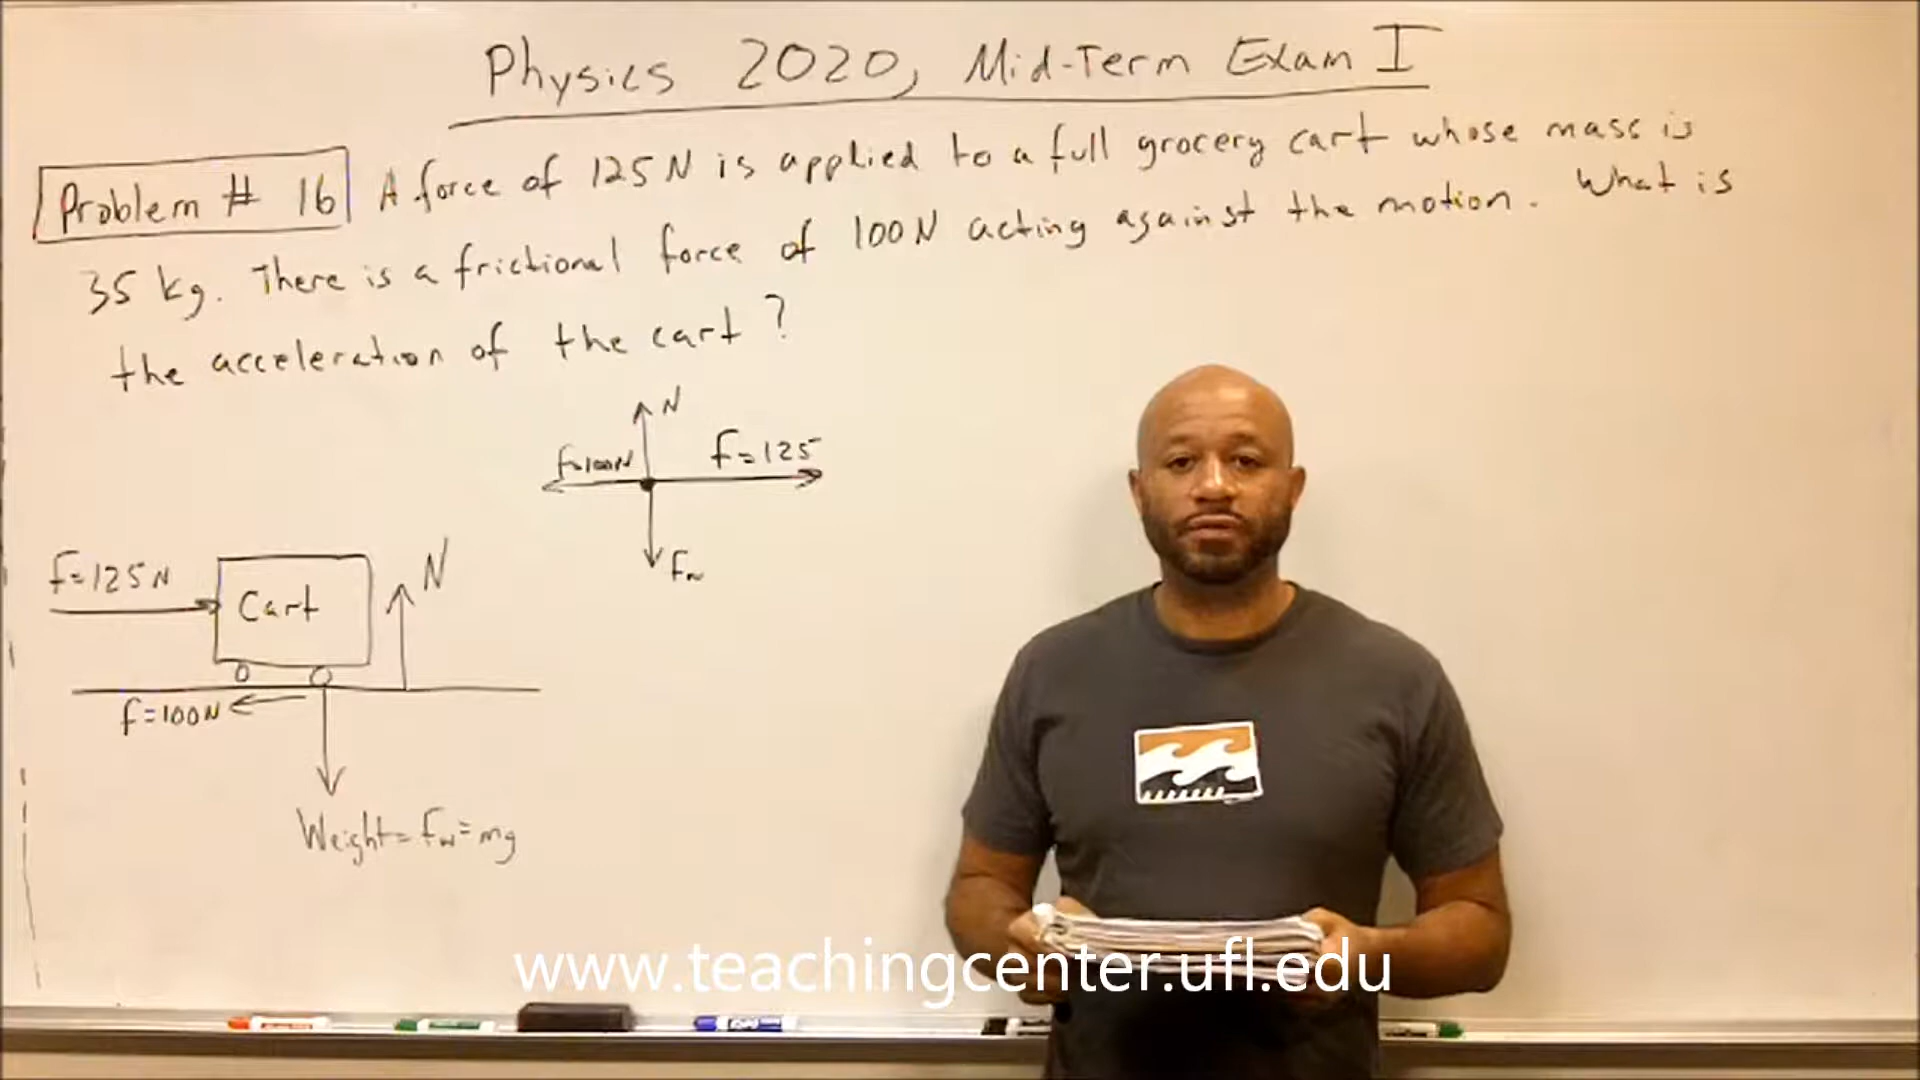 Physics 2020, Mid-Term Exam I
Problem # 16 A force of 125 N is applied to a full grocery cart whose mass is
35 kg. There is a frictional force of 100 N acting against the motion. What is
the acceleration of the cart?
N
f=100N
f=125
Fw
f=125N
Cart
N
f=100N
Weight=Fw=mg
www.teachingcenter.ufl.edu